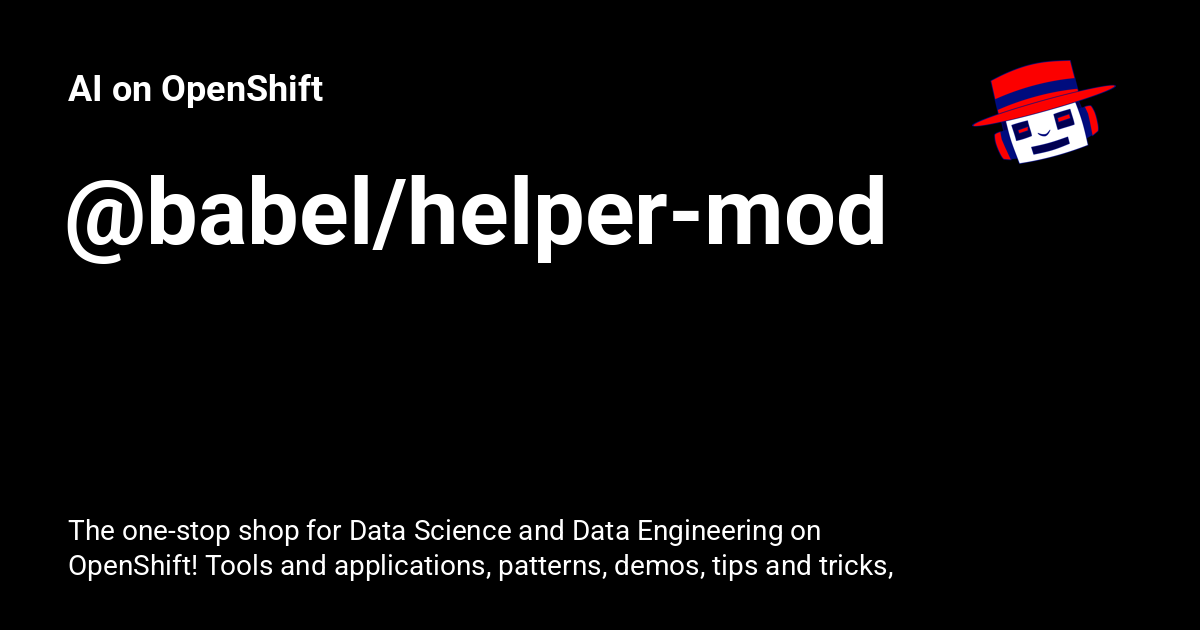 AI on OpenShift
@babel/helper-mod
The one-stop shop for Data Science and Data Engineering on
OpenShift! Tools and applications, patterns, demos, tips and tricks,